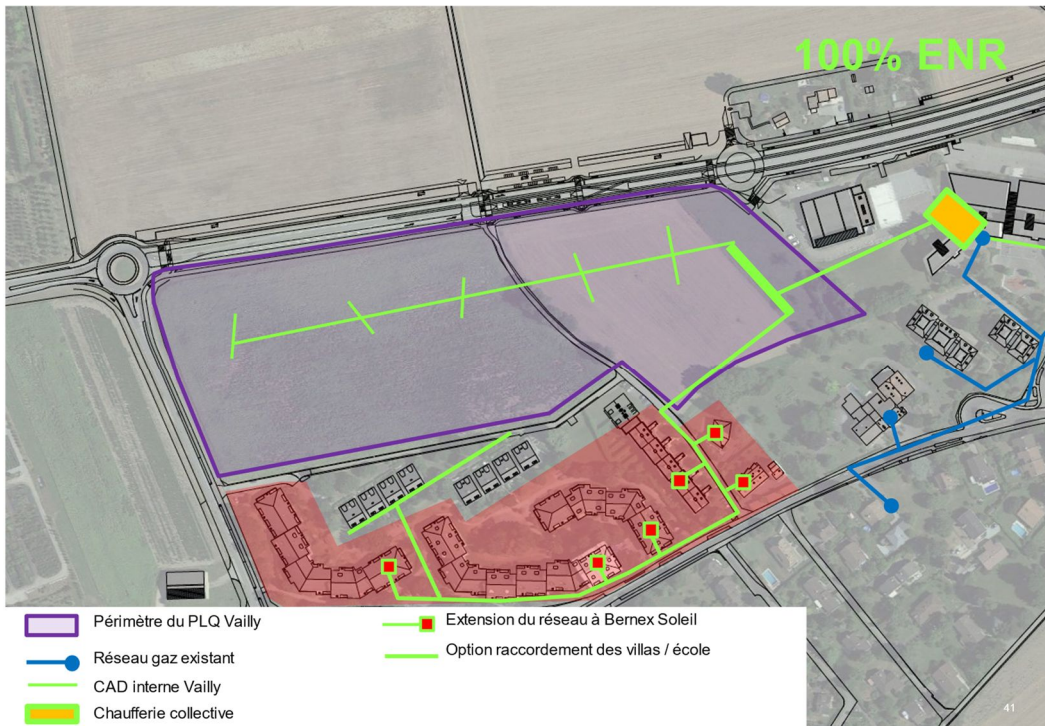 100% ENR
Périmètre du PLQ Vailly
Réseau gaz existant
CAD interne Vailly
Chaufferie collective
Extension du réseau à Bernex Soleil
Option raccordement des villas / école
41